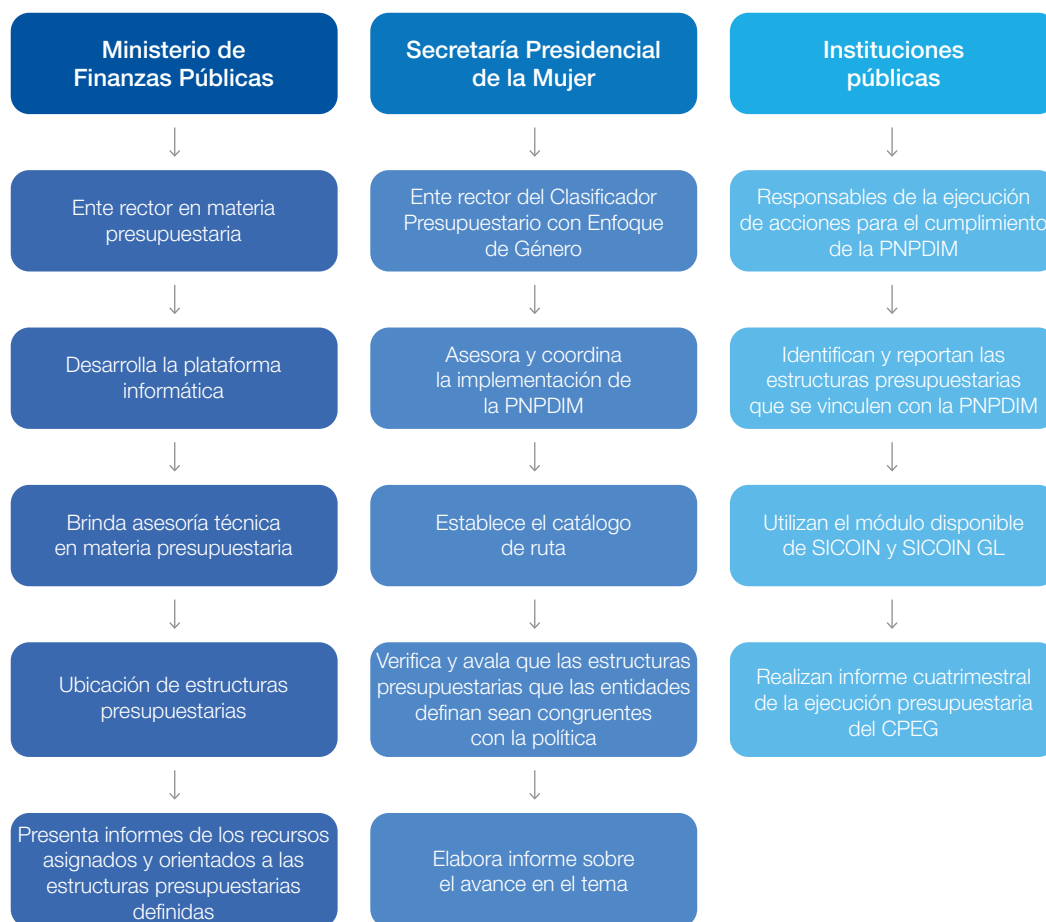 Ministerio de
Finanzas Públicas
Ente rector en materia
presupuestaria
Desarrolla la plataforma
informática
Brinda asesoría técnica
en materia presupuestaria
Ubicación de estructuras
presupuestarias
Presenta informes de los recursos
asignados y orientados a las
estructuras presupuestarias
definidas
Secretaría Presidencial
de la Mujer
Ente rector del Clasificador
Presupuestario con Enfoque
de Género
Asesora y coordina
la implementación de
la PNPDIM
Establece el catálogo
de ruta
Verifica y avala que las estructuras
presupuestarias que las entidades
definan sean congruentes
con la política
Elabora informe sobre
el avance en el tema
Instituciones
públicas
Responsables de la ejecución
de acciones para el cumplimiento
de la PNPDIM
Identifican y reportan las
estructuras presupuestarias
que se vinculen con la PNPDIM
Utilizan el módulo disponible
de SICOIN y SICOIN GL
Realizan informe cuatrimestral
de la ejecución presupuestaria
del CPEG